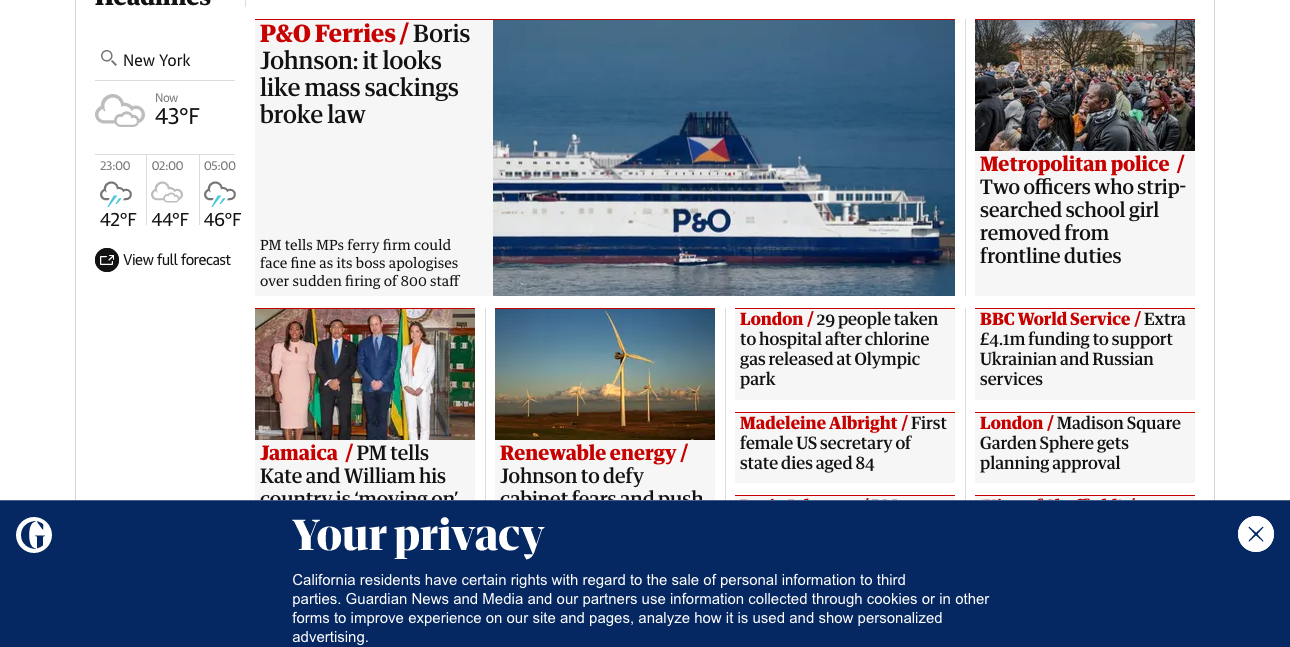 Headlines
New York
Now
43°F
23:00 02:00 05:00
42°F 44°F 46°F
View full forecast
P&O Ferries / Boris
Johnson: it looks
like mass sackings
broke law
PM tells MPs ferry firm could
face fine as its boss apologises
over sudden firing of 800 staff
P&O
Metropolitan police /
Two officers who strip-
searched school girl
removed from
frontline duties
Jamaica / PM tells
Kate and William his
country is ‘moving on’
Renewable energy /
Johnson to defy
cabinet fears and push
London / 29 people taken
to hospital after chlorine
gas released at Olympic
park
Madeleine Albright / First
female US secretary of
state dies aged 84
BBC World Service / Extra
£4.1m funding to support
Ukrainian and Russian
services
London / Madison Square
Garden Sphere gets
planning approval
G
Your privacy
California residents have certain rights with regard to the sale of personal information to third
parties. Guardian News and Media and our partners use information collected through cookies or in other
forms to improve experience on our site and pages, analyze how it is used and show personalized
advertising.